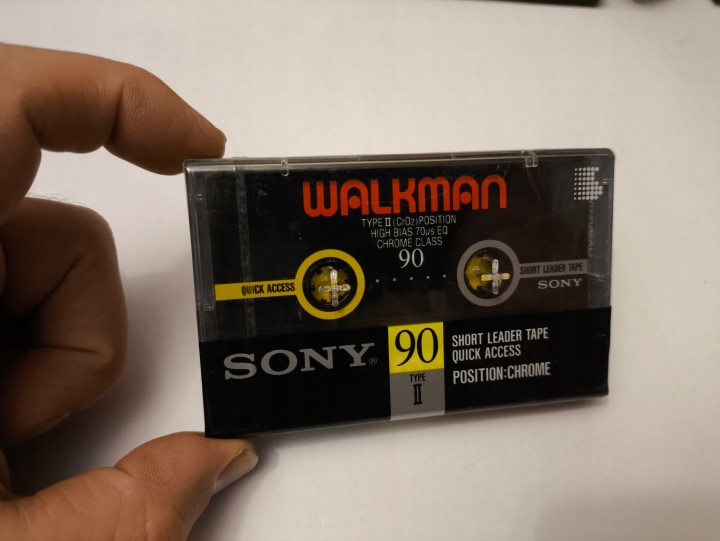 WALKMAN
TYPE II (CrO2) POSITION
HIGH BIAS 70μs EQ
CHROME CLASS
90
QUICK ACCESS
SHORT LEADER TAPE
SONY
SONY®
90
TYPE
II
SHORT LEADER TAPE
QUICK ACCESS
POSITION:CHROME